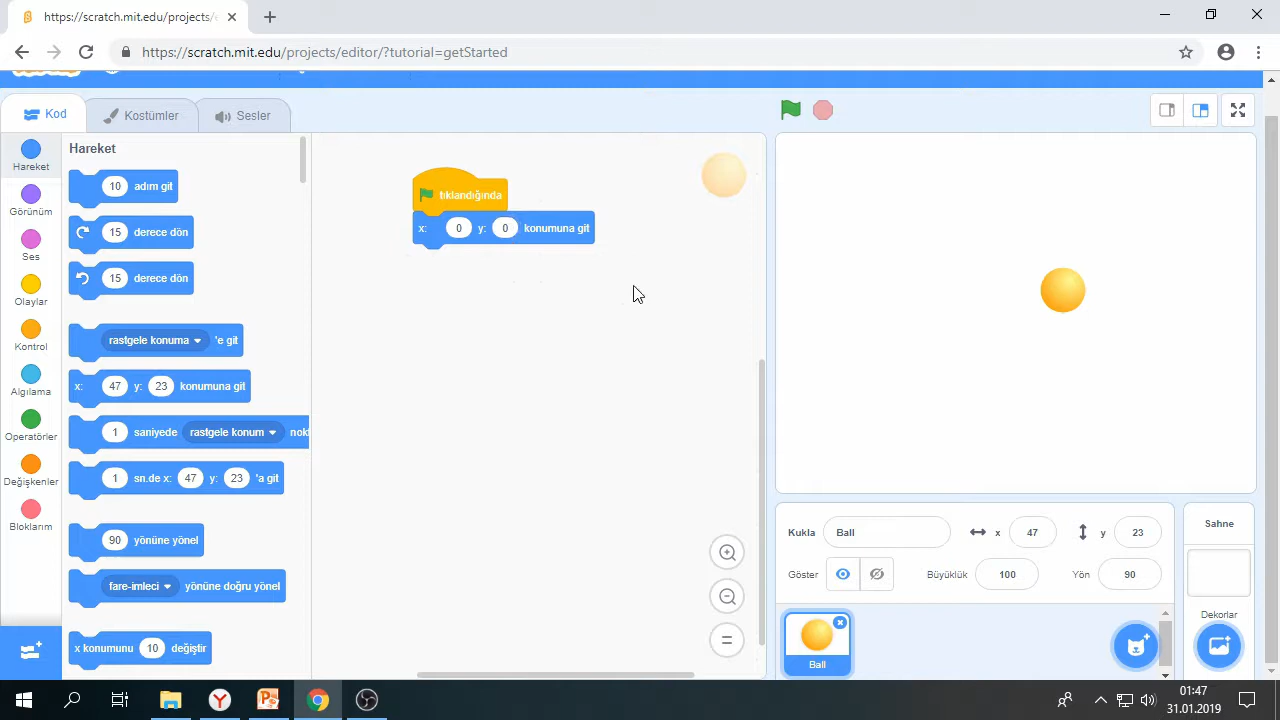 https://scratch.mit.edu/projects/e
https://scratch.mit.edu/projects/editor/?tutorial=getStarted
Kod
Kostümler
Sesler
Hareket
Görünüm
Ses
Olaylar
Kontrol
Algılama
Operatörler
Değişkenler
Bloklarım
Hareket
10 adım git
15 derece dön
15 derece dön
rastgele konuma 'e git
x: 47 y: 23 konumuna git
1 saniyede rastgele konum nokt
1 sn.de x: 47 y: 23 'a git
90 yönüne yönel
fare-imleci yönüne doğru yönel
x konumunu 10 değiştir
tıklandığında
x: 0 y: 0 konumuna git
Kukla Ball x 47 y 23
Göster Büyüklük 100 Yön 90
Ball
Sahne
Dekorlar
01:47
31.01.2019